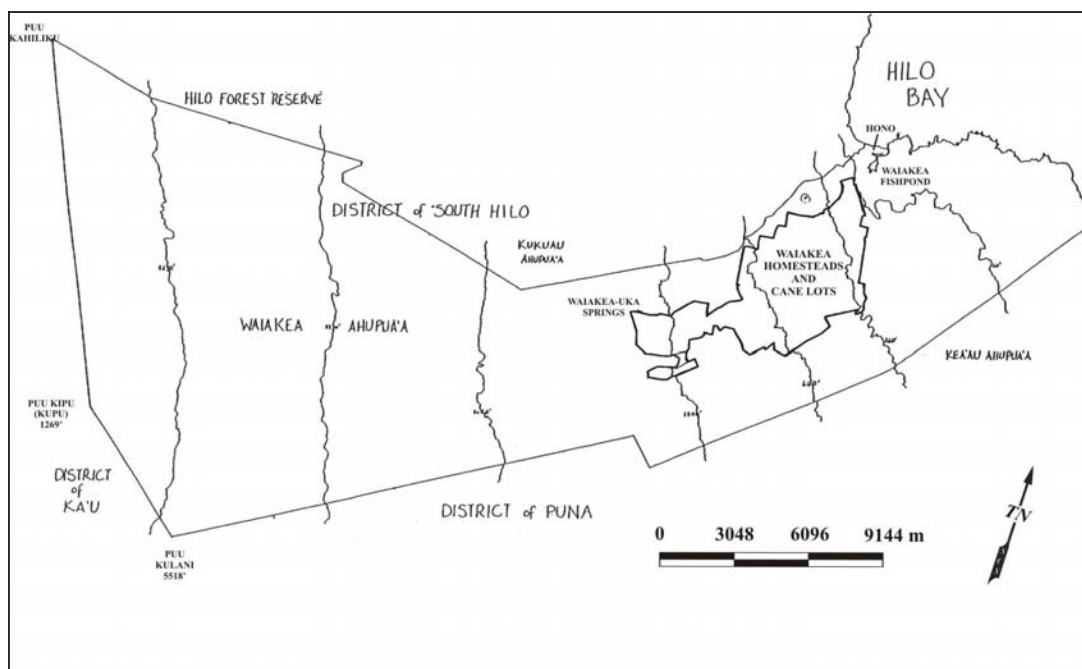 PUU
KAHILIKU
HILO FOREST RESERVE
HILO
BAY
HONO
WAIAKEA
FISHPOND
DISTRICT of SOUTH HILO
KUKUAU
AHUPUA'A
WAIAKEA
HOMESTEADS
AND
CANE LOTS
WAIAKEA-UKA
SPRINGS
WAIAKEA AHUPUA'A
KEA'AU AHUPUA'A
PUU KIPU
(KUPU)
1269'
DISTRICT
of
KA'U
DISTRICT of PUNA
PUU
KULANI
5518'
0 3048 6096 9144 m
TN